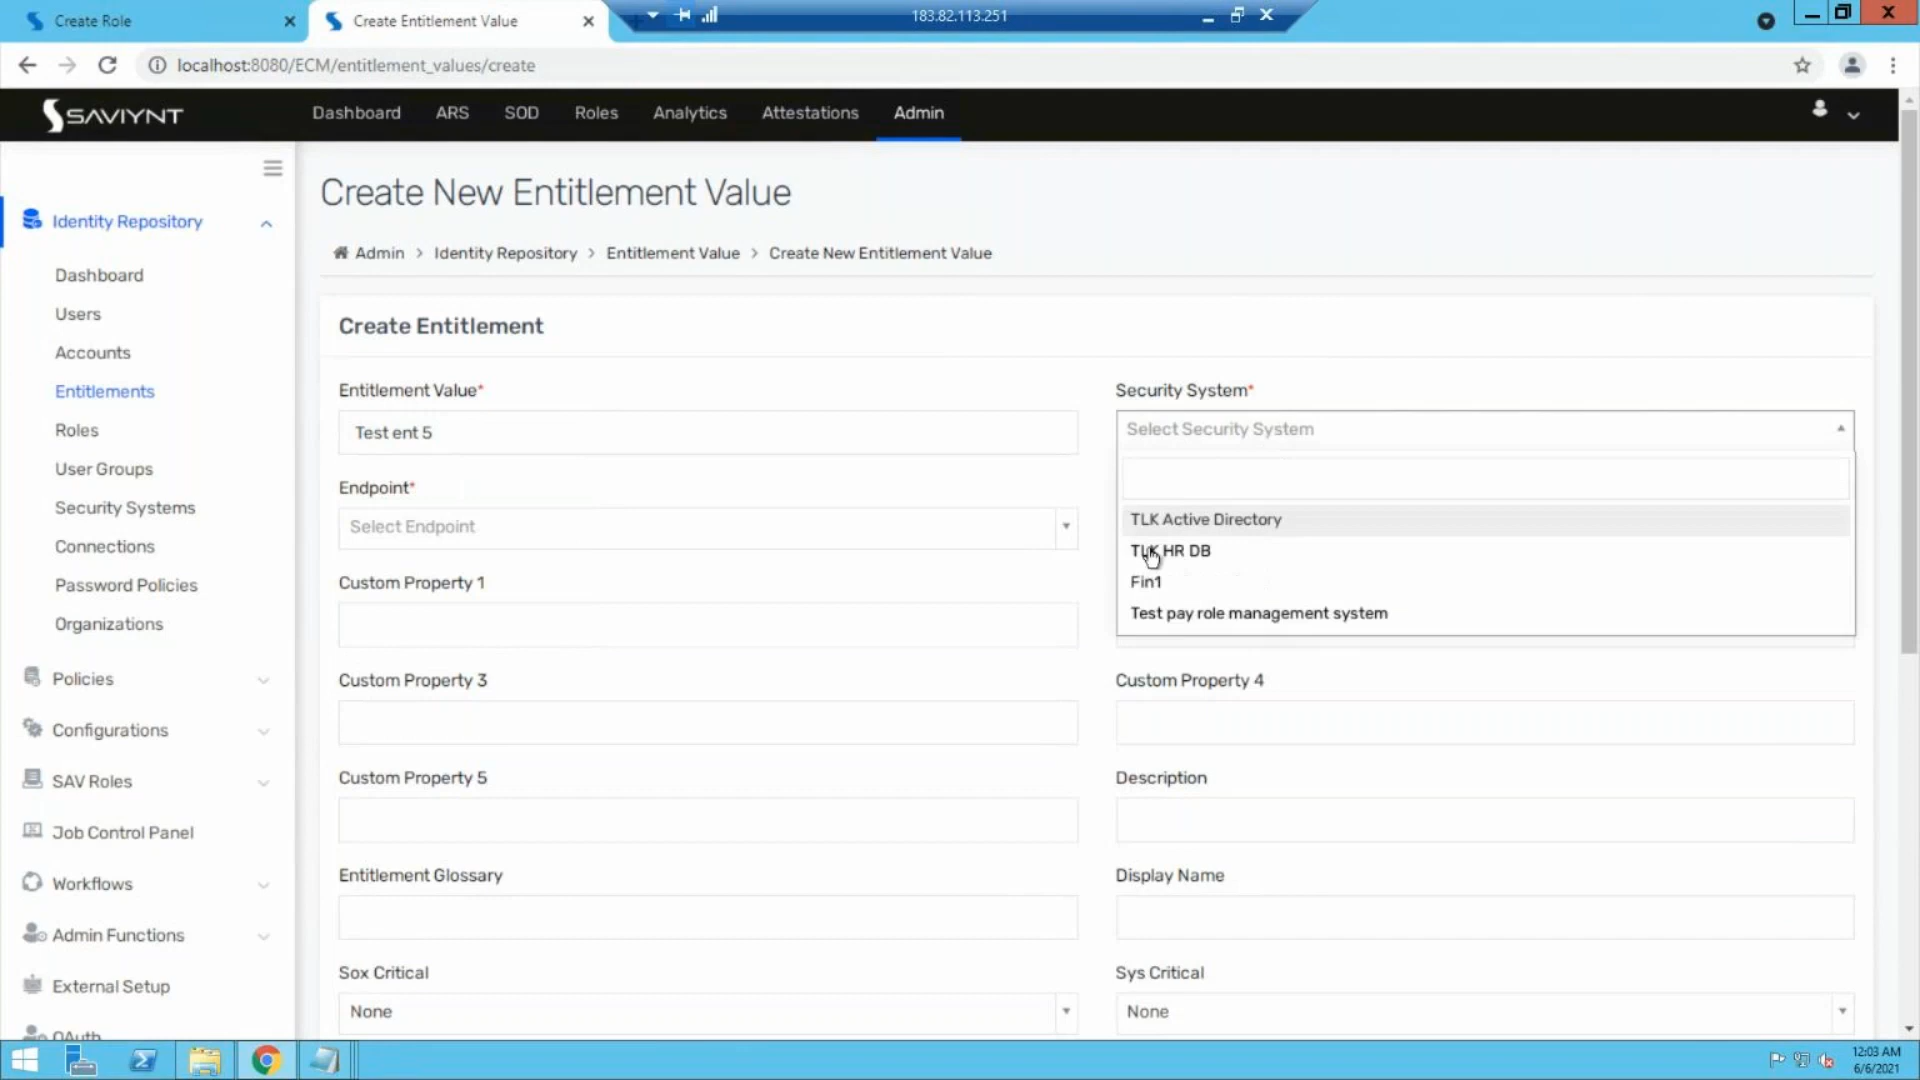 Create Role
Create Entitlement Value
183.82.113.251
localhost:8080/ECM/entitlement_values/create
SAVIYNT
Dashboard
ARS
SOD
Roles
Analytics
Attestations
Admin
Identity Repository
Dashboard
Users
Accounts
Entitlements
Roles
User Groups
Security Systems
Connections
Password Policies
Organizations
Policies
Configurations
SAV Roles
Job Control Panel
Workflows
Admin Functions
External Setup
OAuth
Create New Entitlement Value
Admin > Identity Repository > Entitlement Value > Create New Entitlement Value
Create Entitlement
Entitlement Value*
Test ent 5
Security System*
Select Security System
TLK Active Directory
TLK HR DB
Fin1
Test pay role management system
Endpoint*
Select Endpoint
Custom Property 1
Custom Property 3
Custom Property 4
Custom Property 5
Description
Entitlement Glossary
Display Name
Sox Critical
None
Sys Critical
None
12:03 AM
6/6/2021